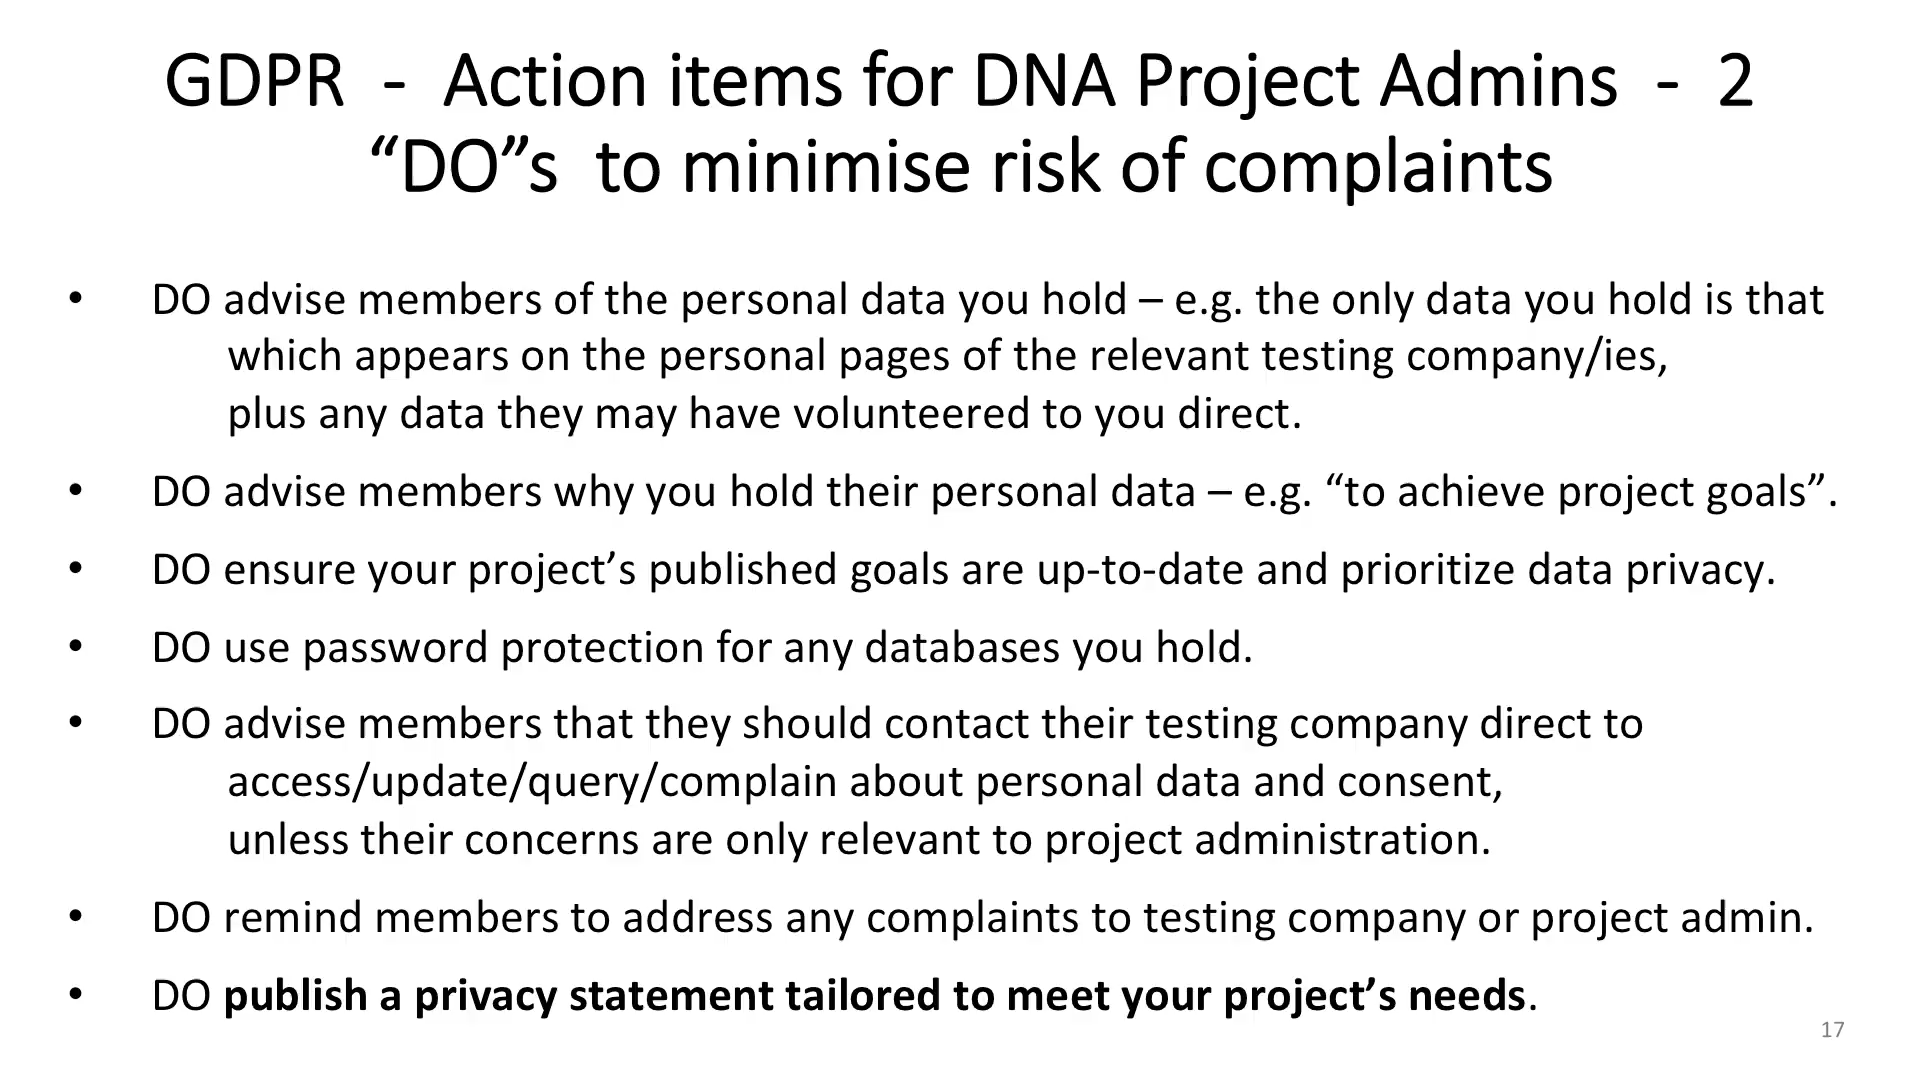 GDPR - Action items for DNA Project Admins - 2
“DO”s to minimise risk of complaints
• DO advise members of the personal data you hold – e.g. the only data you hold is that
which appears on the personal pages of the relevant testing company/ies,
plus any data they may have volunteered to you direct.
• DO advise members why you hold their personal data – e.g. “to achieve project goals”.
• DO ensure your project’s published goals are up-to-date and prioritize data privacy.
• DO use password protection for any databases you hold.
• DO advise members that they should contact their testing company direct to
access/update/query/complain about personal data and consent,
unless their concerns are only relevant to project administration.
• DO remind members to address any complaints to testing company or project admin.
• DO publish a privacy statement tailored to meet your project’s needs.
17